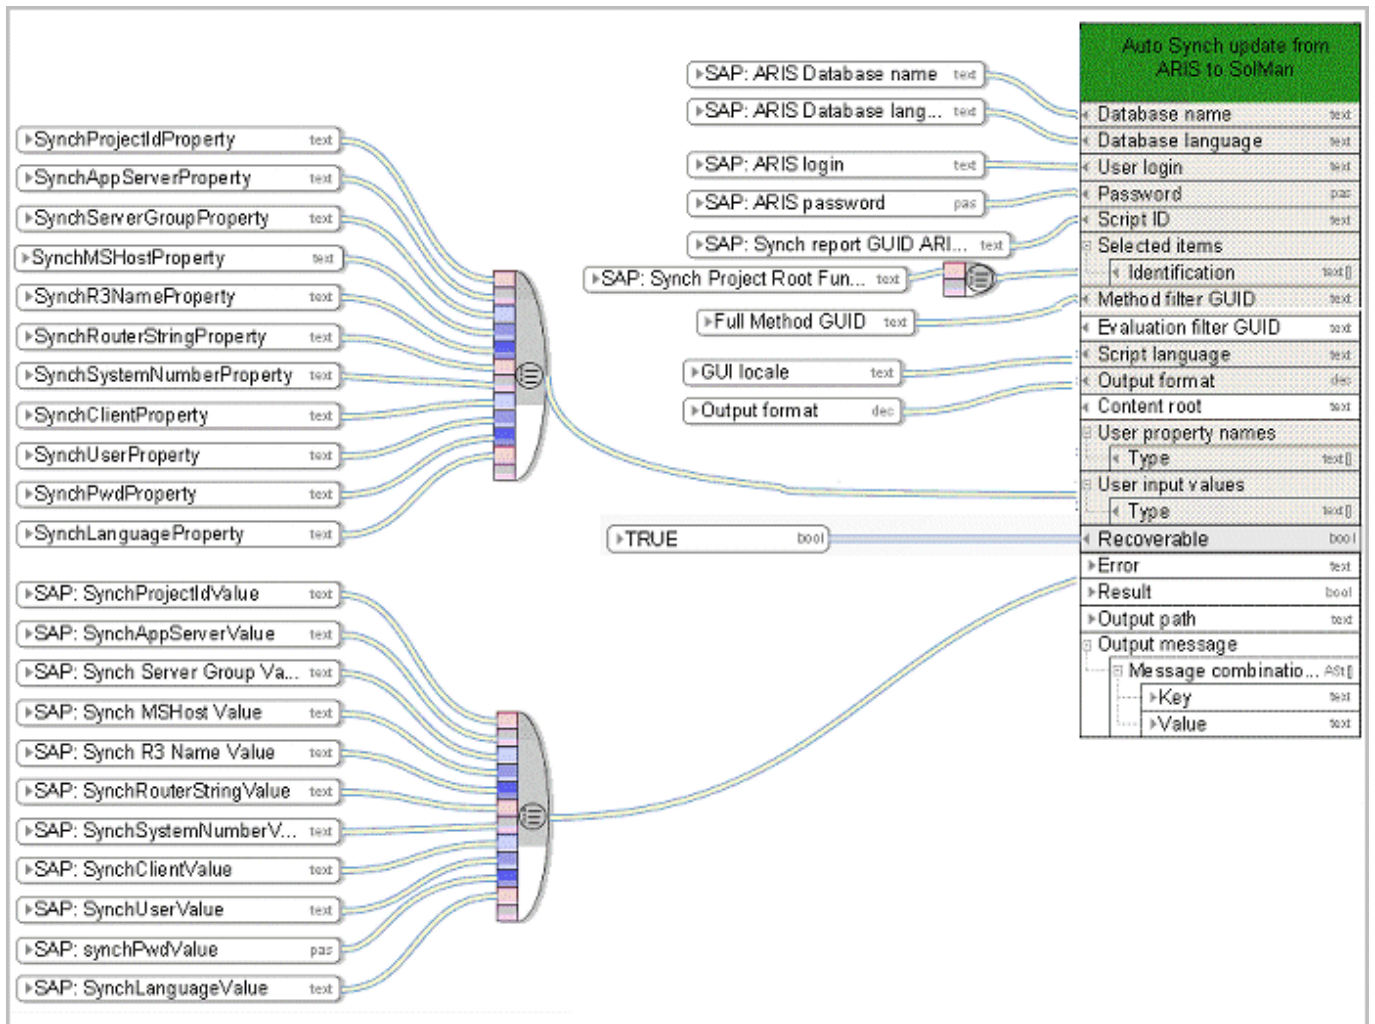 Auto Synch update from
ARIS to SolMan
SAP: ARIS Database name text
SAP: ARIS Database lang... text
SAP: ARIS login text
SAP: ARIS password pas
SAP: Synch report GUID ARI... text
SAP: Synch Project Root Fun... text
Full Method GUID text
GUI locale text
Output format dec
TRUE bool
Database name text
Database language text
User login text
Password pas
Script ID text
Selected items
Identification text[]
Method filter GUID text
Evaluation filter GUID text
Script language text
Output format dec
Content root text
User property names
Type text[]
User input values
Type text[]
Recoverable bool
Error text
Result bool
Output path text
Output message
Message combinatio... ASt[]
Key text
Value text
SynchProjectIdProperty text
SynchAppServerProperty text
SynchServerGroupProperty text
SynchMSHostProperty text
SynchR3NameProperty text
SynchRouterStringProperty text
SynchSystemNumberProperty text
SynchClientProperty text
SynchUserProperty text
SynchPwdProperty text
SynchLanguageProperty text
SAP: SynchProjectIdValue text
SAP: SynchAppServerValue text
SAP: Synch Server Group Va... text
SAP: Synch MSHost Value text
SAP: Synch R3 Name Value text
SAP: SynchRouterStringValue text
SAP: SynchSystemNumberV... text
SAP: SynchClientValue text
SAP: SynchUserValue text
SAP: synchPwdValue pas
SAP: SynchLanguageValue text